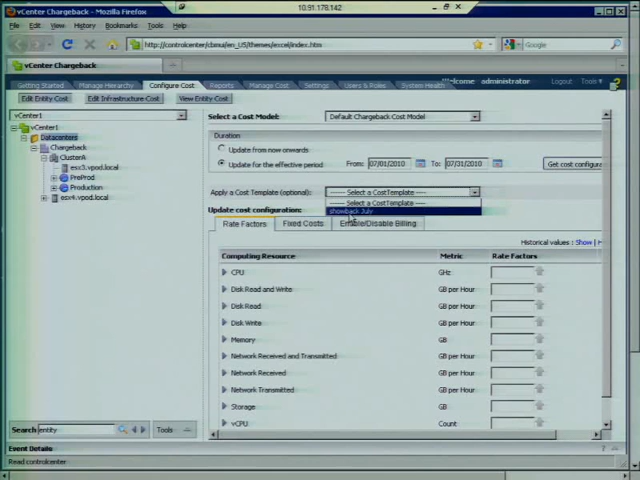 10.91.178.142
vCenter Chargeback - Mozilla Firefox
File Edit View History Bookmarks Tools Help
http://controlcenter/cbmui/en_US/themes/excel/index.htm
Google
vCenter Chargeback
Welcome administrator Logout Tools
Getting Started Manage Hierarchy Configure Cost Reports Manage Cost Settings Users & Roles System Health
Edit Entity Cost Edit Infrastructure Cost View Entity Cost
vCenter1
Select a Cost Model: Default Chargeback Cost Model
vCenter1
Datacenters
Chargeback
ClusterA
esx3.vpod.local
PreProd
Production
esx4.vpod.local
Duration
Update from now onwards
Update for the effective period From: 07/01/2010 To: 07/31/2010 Get cost configura
Apply a Cost Template (optional): ------ Select a CostTemplate ----
------ Select a CostTemplate ----
showback July
Update cost configuration:
Rate Factors Fixed Costs Enable/Disable Billing
Historical values : Show | H
Computing Resource Metric Rate Factors
CPU GHz
Disk Read and Write GB per Hour
Disk Read GB per Hour
Disk Write GB per Hour
Memory GB
Network Received and Transmitted GB per Hour
Network Received GB per Hour
Network Transmitted GB per Hour
Storage GB
vCPU Count
Search entity Tools
Event Details
Read controlcenter